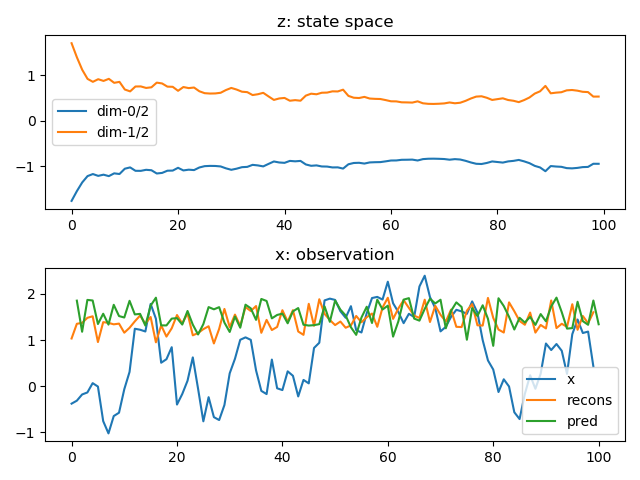 z: state space
1
0
−1
dim-0/2
dim-1/2
0 20 40 60 80 100
x: observation
2
1
0
−1
x
recons
pred
0 20 40 60 80 100